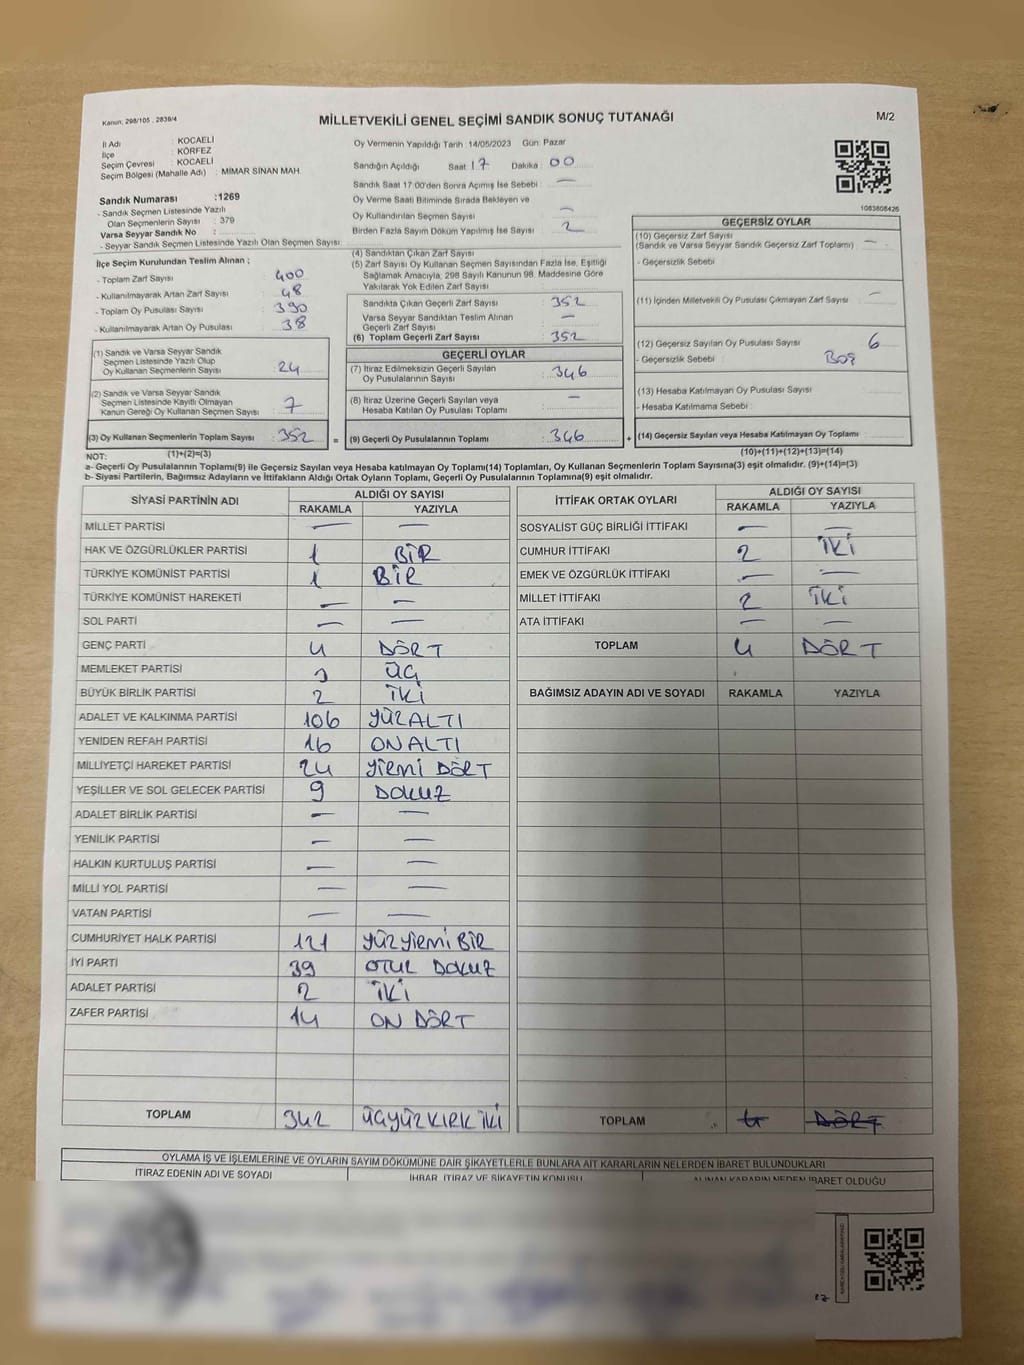 Kanun; 298/105 , 2839/4
MİLLETVEKİLİ GENEL SEÇİMİ SANDIK SONUÇ TUTANAĞI
M/2
İl Adı : KOCAELİ
İlçe : KÖRFEZ
Seçim Çevresi : KOCAELİ
Seçim Bölgesi (Mahalle Adı) : MİMAR SİNAN MAH.
Sandık Numarası : 1269
- Sandık Seçmen Listesinde Yazılı
Olan Seçmenlerin Sayısı : 379
Varsa Seyyar Sandık No :
- Seyyar Sandık Seçmen Listesinde Yazılı Olan Seçmen Sayısı:
Oy Vermenin Yapıldığı Tarih :14/05/2023 Gün: Pazar
Sandığın Açıldığı Saat : 17 Dakika : 00
Sandık Saat 17:00'den Sonra Açımış İse Sebebi : —
Oy Verme Saati Bitiminde Sırada Bekleyen ve
Oy Kullandırılan Seçmen Sayısı : —
Birden Fazla Sayım Döküm Yapılmış İse Sayısı : 2
1083808426
İlçe Seçim Kurulundan Teslim Alınan ;
- Toplam Zarf Sayısı : 400
- Kullanılmayarak Artan Zarf Sayısı : 48
- Toplam Oy Pusulası Sayısı : 390
- Kullanılmayarak Artan Oy Pusulası : 38
(4) Sandıktan Çıkan Zarf Sayısı
(5) Zarf Sayısı Oy Kullanan Seçmen Sayısından Fazla İse, Eşitliği
Sağlamak Amacıyla, 298 Sayılı Kanunun 98. Maddesine Göre
Yakılarak Yok Edilen Zarf Sayısı :
Sandıkta Çıkan Geçerli Zarf Sayısı : 352
Varsa Seyyar Sandıktan Teslim Alınan
Geçerli Zarf Sayısı : —
(6) Toplam Geçerli Zarf Sayısı : 352
GEÇERSİZ OYLAR
(10) Geçersiz Zarf Sayısı
(Sandık ve Varsa Seyyar Sandık Geçersiz Zarf Toplamı) : —
- Geçersizlik Sebebi :
(11) İçinden Milletvekili Oy Pusulası Çıkmayan Zarf Sayısı : —
(12) Geçersiz Sayılan Oy Pusulası Sayısı : 6
- Geçersizlik Sebebi : Boş
(13) Hesaba Katılmayan Oy Pusulası Sayısı :
- Hesaba Katılmama Sebebi :
(14) Geçersiz Sayılan veya Hesaba Katılmayan Oy Toplamı :
(10)+(11)+(12)+(13)=(14)
(1) Sandık ve Varsa Seyyar Sandık
Seçmen Listesinde Yazılı Olup
Oy Kullanan Seçmenlerin Sayısı : 24
(2) Sandık ve Varsa Seyyar Sandık
Seçmen Listesinde Kayıtlı Olmayan
Kanun Gereği Oy Kullanan Seçmen Sayısı : 7
(3) Oy Kullanan Seçmenlerin Toplam Sayısı : 352
(1)+(2)=(3)
GEÇERLİ OYLAR
(7) İtiraz Edilmeksizin Geçerli Sayılan
Oy Pusulalarının Sayısı : 346
(8) İtiraz Üzerine Geçerli Sayılan veya
Hesaba Katılan Oy Pusulası Toplamı : —
(9) Geçerli Oy Pusulalarının Toplamı : 346
NOT:
a- Geçerli Oy Pusulalarının Toplamı(9) ile Geçersiz Sayılan veya Hesaba katılmayan Oy Toplamı(14) Toplamları, Oy Kullanan Seçmenlerin Toplam Sayısına(3) eşit olmalıdır. (9)+(14)=(3)
b- Siyasi Partilerin, Bağımsız Adayların ve İttifakların Aldığı Ortak Oyların Toplamı, Geçerli Oy Pusulalarının Toplamına(9) eşit olmalıdır.
SİYASİ PARTİNİN ADI
ALDIĞI OY SAYISI
RAKAMLA YAZIYLA
MİLLET PARTİSİ — —
HAK VE ÖZGÜRLÜKLER PARTİSİ 1 BİR
TÜRKİYE KOMÜNİST PARTİSİ 1 BİR
TÜRKİYE KOMÜNİST HAREKETİ — —
SOL PARTİ — —
GENÇ PARTİ 4 DÖRT
MEMLEKET PARTİSİ 3 ÜÇ
BÜYÜK BİRLİK PARTİSİ 2 İKİ
ADALET VE KALKINMA PARTİSİ 106 YÜZALTI
YENİDEN REFAH PARTİSİ 16 ONALTI
MİLLİYETÇİ HAREKET PARTİSİ 24 YİRMİ DÖRT
YEŞİLLER VE SOL GELECEK PARTİSİ 9 DOKUZ
ADALET BİRLİK PARTİSİ — —
YENİLİK PARTİSİ — —
HALKIN KURTULUŞ PARTİSİ — —
MİLLİ YOL PARTİSİ — —
VATAN PARTİSİ — —
CUMHURİYET HALK PARTİSİ 121 YÜZYİRMİ BİR
İYİ PARTİ 39 OTUZ DOKUZ
ADALET PARTİSİ 2 İKİ
ZAFER PARTİSİ 14 ON DÖRT
TOPLAM 342 ÜÇYÜZKIRK İKİ
İTTİFAK ORTAK OYLARI
ALDIĞI OY SAYISI
RAKAMLA YAZIYLA
SOSYALİST GÜÇ BİRLİĞİ İTTİFAKI — —
CUMHUR İTTİFAKI 2 İKİ
EMEK VE ÖZGÜRLÜK İTTİFAKI — —
MİLLET İTTİFAKI 2 İKİ
ATA İTTİFAKI — —
TOPLAM 4 DÖRT
BAĞIMSIZ ADAYIN ADI VE SOYADI RAKAMLA YAZIYLA
TOPLAM 4 DÖRT
OYLAMA İŞ VE İŞLEMLERİNE VE OYLARIN SAYIM DÖKÜMÜNE DAİR ŞİKAYETLERLE BUNLARA AİT KARARLARIN NELERDEN İBARET BULUNDUKLARI
İTİRAZ EDENİN ADI VE SOYADI
İHBAR, İTİRAZ VE ŞİKAYETİN KONUSU
ALINAN KARARIN NEDEN İBARET OLDUĞU